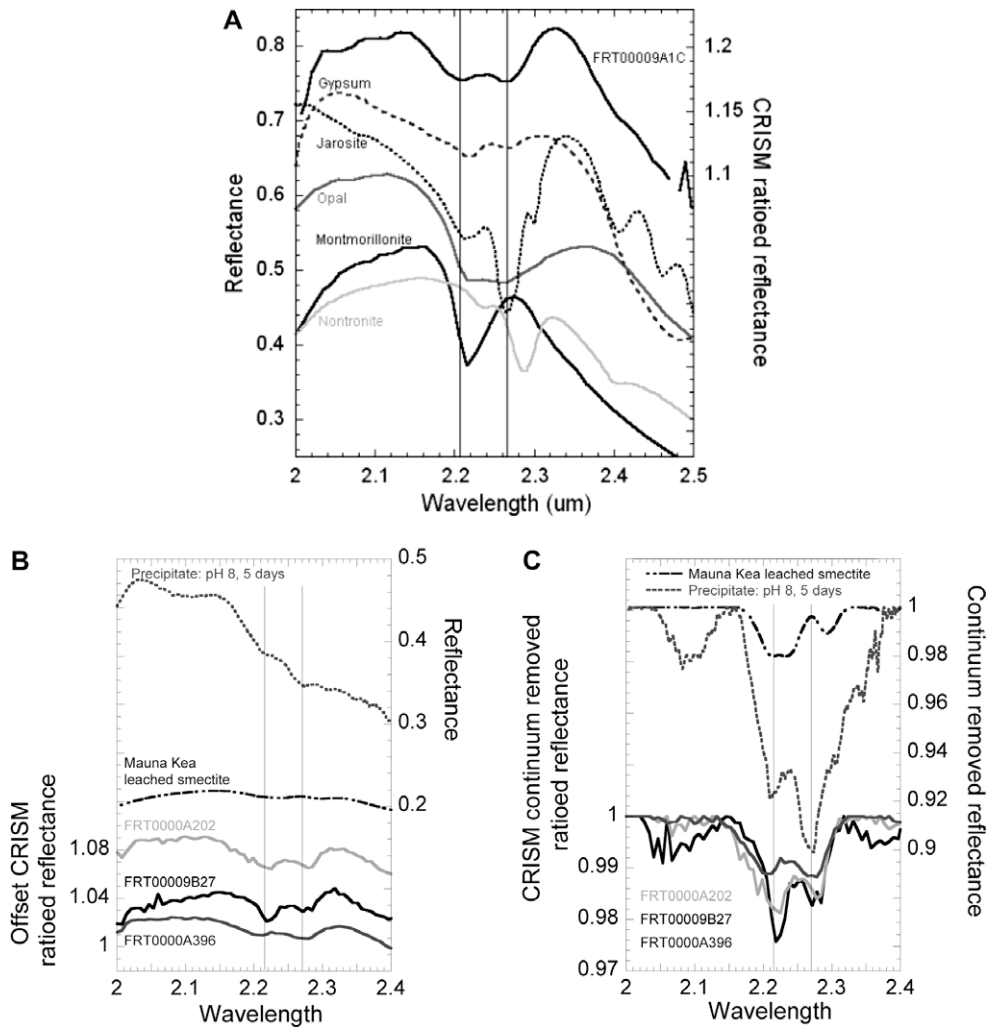 A
0.8
0.7
0.6
0.5
0.4
0.3
Reflectance
FRT00009A1C
Gypsum
Jarosite
Opal
Montmorillonite
Nontronite
1.2
1.15
1.1
CRISM ratioed reflectance
2
2.1
2.2
2.3
2.4
2.5
Wavelength (um)
B
Precipitate: pH 8, 5 days
0.5
0.4
0.3
0.2
Reflectance
Mauna Kea
leached smectite
FRT0000A202
FRT00009B27
FRT0000A396
1.08
1.04
1
Offset CRISM
ratioed reflectance
2
2.1
2.2
2.3
2.4
Wavelength
C
Mauna Kea leached smectite
Precipitate: pH 8, 5 days
1
0.98
0.96
0.94
0.92
0.9
Continuum removed
reflectance
1
0.99
0.98
0.97
CRISM continuum removed
ratioed reflectance
FRT0000A202
FRT00009B27
FRT0000A396
2
2.1
2.2
2.3
2.4
Wavelength